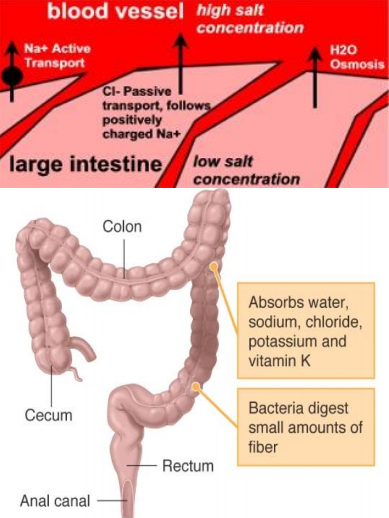 blood vessel high salt
concentration
Na+ Active
Transport
H2O
Osmosis
Cl- Passive
transport, follows
positively
charged Na+
large intestine low salt
concentration
Colon
Absorbs water,
sodium, chloride,
potassium and
vitamin K
Bacteria digest
small amounts of
fiber
Cecum
Rectum
Anal canal